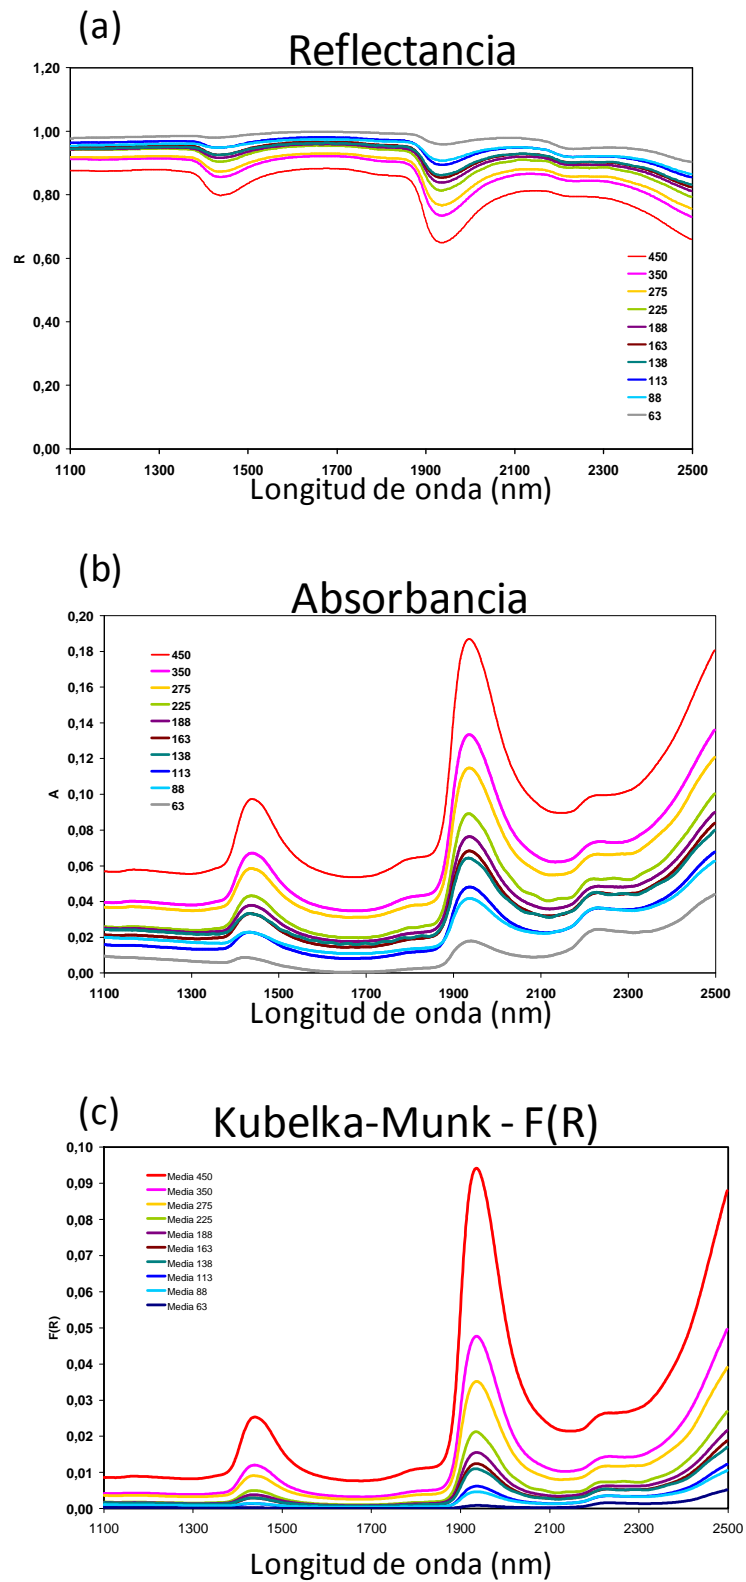 (a)
Reflectancia
1,20
1,00
0,80
0,60
0,40
0,20
0,00
R
450
350
275
225
188
163
138
113
88
63
1100 1300 1500 1700 1900 2100 2300 2500
Longitud de onda (nm)
(b)
Absorbancia
0,20
0,18
0,16
0,14
0,12
0,10
0,08
0,06
0,04
0,02
0,00
A
450
350
275
225
188
163
138
113
88
63
1100 1300 1500 1700 1900 2100 2300 2500
Longitud de onda (nm)
(c)
Kubelka-Munk - F(R)
0,10
0,09
0,08
0,07
0,06
0,05
0,04
0,03
0,02
0,01
0,00
F(R)
Media 450
Media 350
Media 275
Media 225
Media 188
Media 163
Media 138
Media 113
Media 88
Media 63
1100 1300 1500 1700 1900 2100 2300 2500
Longitud de onda (nm)